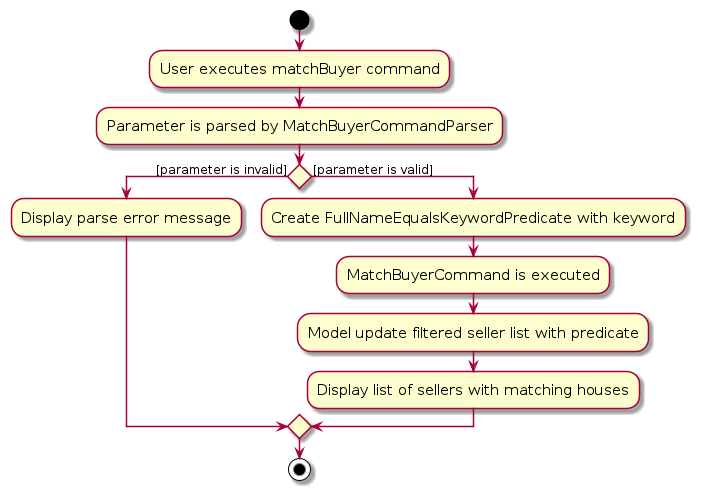 User executes matchBuyer command
Parameter is parsed by MatchBuyerCommandParser
[parameter is invalid]
[parameter is valid]
Display parse error message
Create FullNameEqualsKeywordPredicate with keyword
MatchBuyerCommand is executed
Model update filtered seller list with predicate
Display list of sellers with matching houses